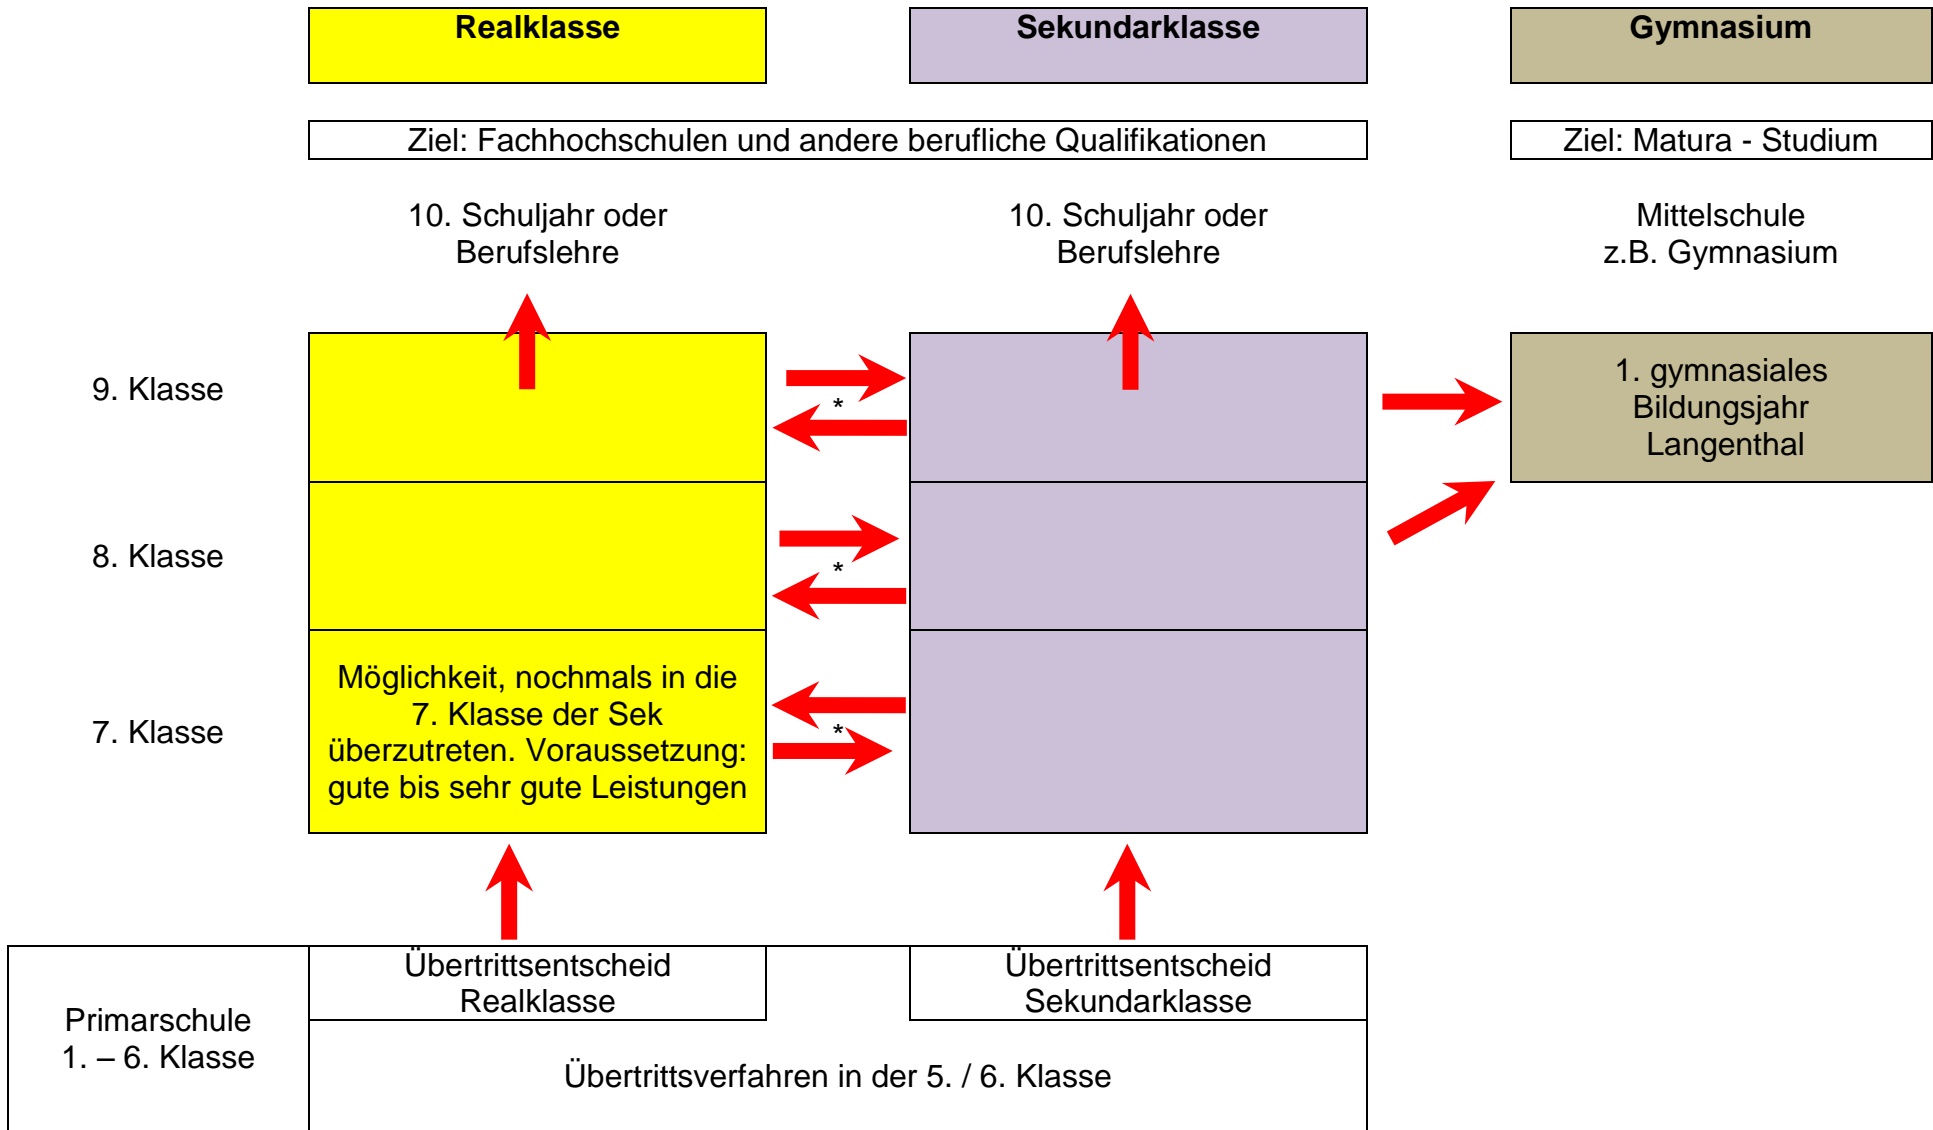 Realklasse
Sekundarklasse
Gymnasium
Ziel: Fachhochschulen und andere berufliche Qualifikationen
Ziel: Matura - Studium
10. Schuljahr oder
Berufslehre
10. Schuljahr oder
Berufslehre
Mittelschule
z.B. Gymnasium
9. Klasse
*
1. gymnasiales
Bildungsjahr
Langenthal
8. Klasse
*
7. Klasse
Möglichkeit, nochmals in die
7. Klasse der Sek
überzutreten. Voraussetzung:
gute bis sehr gute Leistungen
*
Primarschule
1. – 6. Klasse
Übertrittsentscheid
Realklasse
Übertrittsentscheid
Sekundarklasse
Übertrittsverfahren in der 5. / 6. Klasse